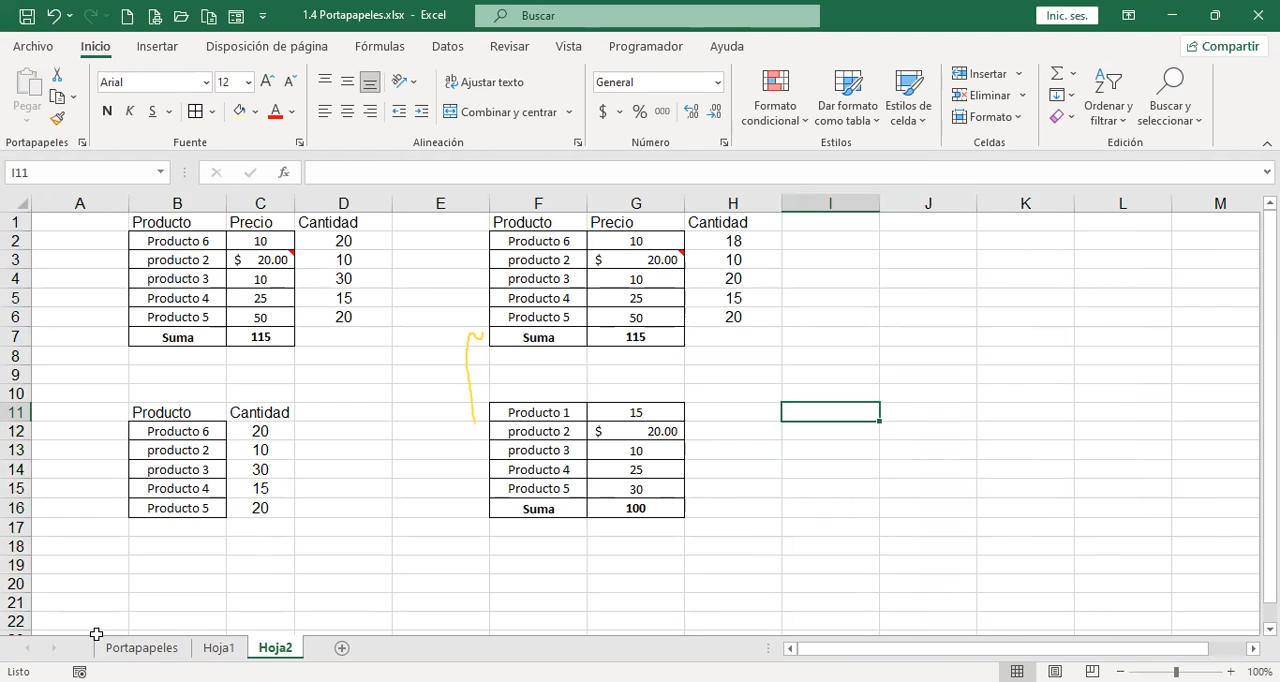 1.4 Portapapeles.xlsx - Excel
Buscar
Inic. ses.
Archivo Inicio Insertar Disposición de página Fórmulas Datos Revisar Vista Programador Ayuda
Compartir
Pegar
Portapapeles
Arial 12
N K S
Fuente
Ajustar texto
Combinar y centrar
Alineación
General
$ % 000
Número
Formato condicional
Dar formato como tabla
Estilos de celda
Estilos
Insertar
Eliminar
Formato
Celdas
Ordenar y filtrar
Buscar y seleccionar
Edición
I11 fx
A B C D E F G H I J K L M
1 Producto Precio Cantidad Producto Precio Cantidad
2 Producto 6 10 20 Producto 6 10 18
3 producto 2 $ 20.00 10 producto 2 $ 20.00 10
4 producto 3 10 30 producto 3 10 20
5 Producto 4 25 15 Producto 4 25 15
6 Producto 5 50 20 Producto 5 50 20
7 Suma 115 Suma 115
8
9
10
11 Producto Cantidad Producto 1 15
12 Producto 6 20 producto 2 $ 20.00
13 producto 2 10 producto 3 10
14 producto 3 30 Producto 4 25
15 Producto 4 15 Producto 5 30
16 Producto 5 20 Suma 100
17
18
19
20
21
22
Portapapeles Hoja1 Hoja2
Listo
100%